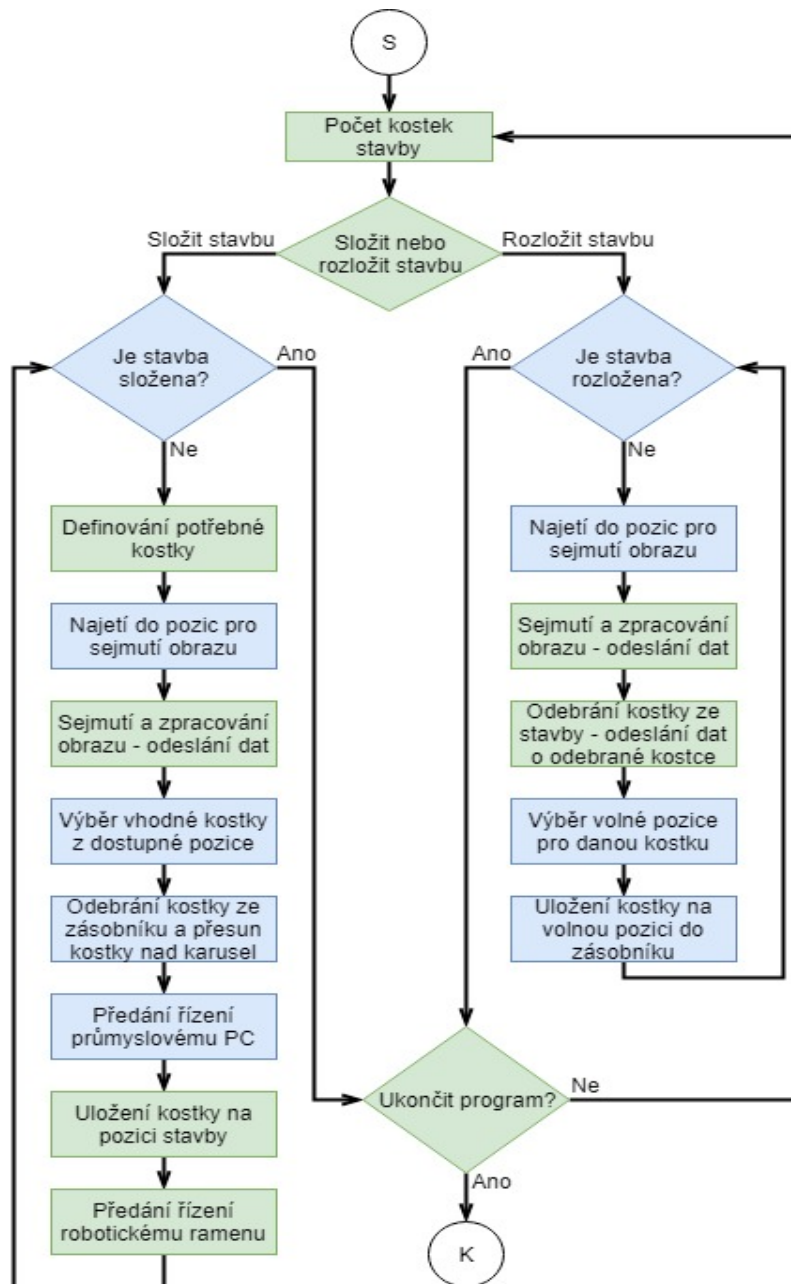 S
Počet kostek
stavby
Složit stavbu
Složit nebo
rozložit stavbu
Rozložit stavbu
Je stavba
složena?
Ano
Ne
Definování potřebné
kostky
Najetí do pozic pro
sejmutí obrazu
Sejmutí a zpracování
obrazu - odeslání dat
Výběr vhodné kostky
z dostupné pozice
Odebrání kostky ze
zásobníku a přesun
kostky nad karusel
Předání řízení
průmyslovému PC
Uložení kostky na
pozici stavby
Předání řízení
robotickému ramenu
Ano
Je stavba
rozložena?
Ne
Najetí do pozic pro
sejmutí obrazu
Sejmutí a zpracování
obrazu - odeslání dat
Odebrání kostky ze
stavby - odeslání dat
o odebrané kostce
Výběr volné pozice
pro danou kostku
Uložení kostky na
volnou pozici do
zásobníku
Ukončit program?
Ne
Ano
K